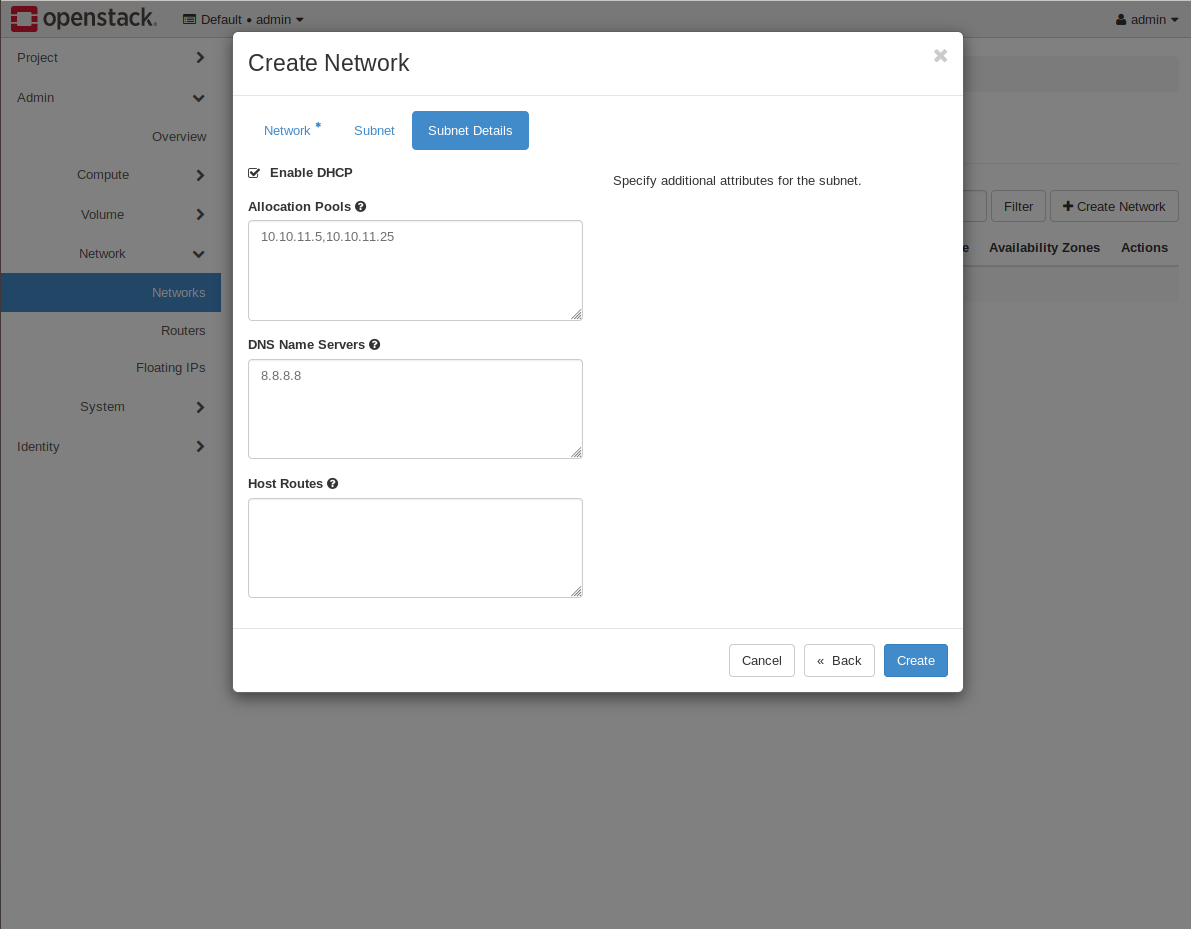 openstack.
Default • admin
admin
Project
Admin
Overview
Compute
Volume
Network
Networks
Routers
Floating IPs
System
Identity
Filter
Create Network
e Availability Zones Actions
Create Network
Network *
Subnet
Subnet Details
Enable DHCP
Specify additional attributes for the subnet.
Allocation Pools
10.10.11.5,10.10.11.25
DNS Name Servers
8.8.8.8
Host Routes
Cancel
« Back
Create